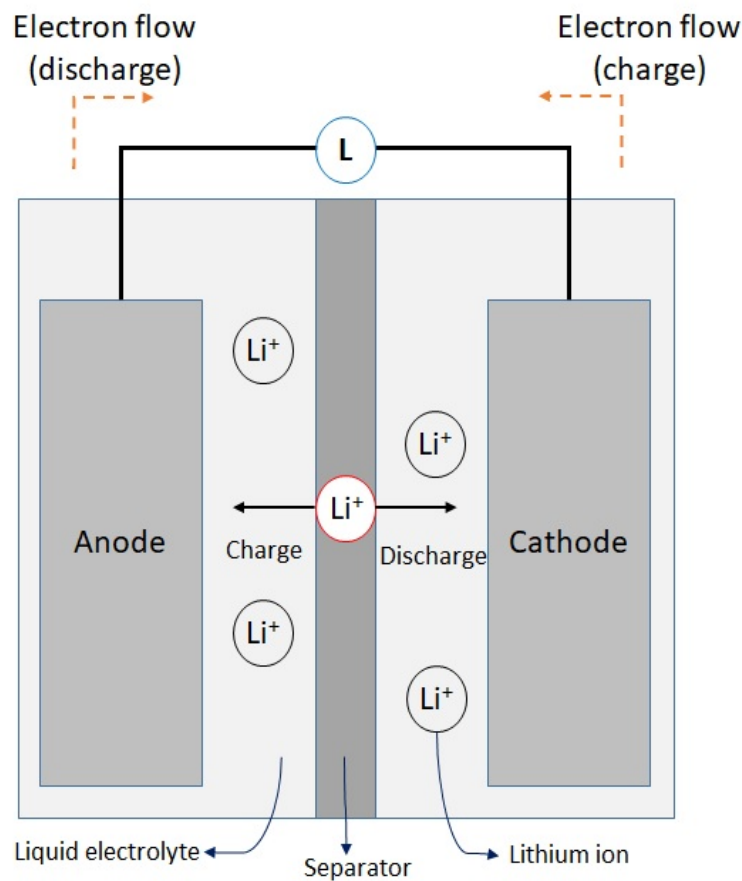 Electron flow
(discharge)
Electron flow
(charge)
L
Li⁺
Li⁺
Li⁺
Anode
Charge
Discharge
Cathode
Li⁺
Li⁺
Liquid electrolyte
Separator
Lithium ion